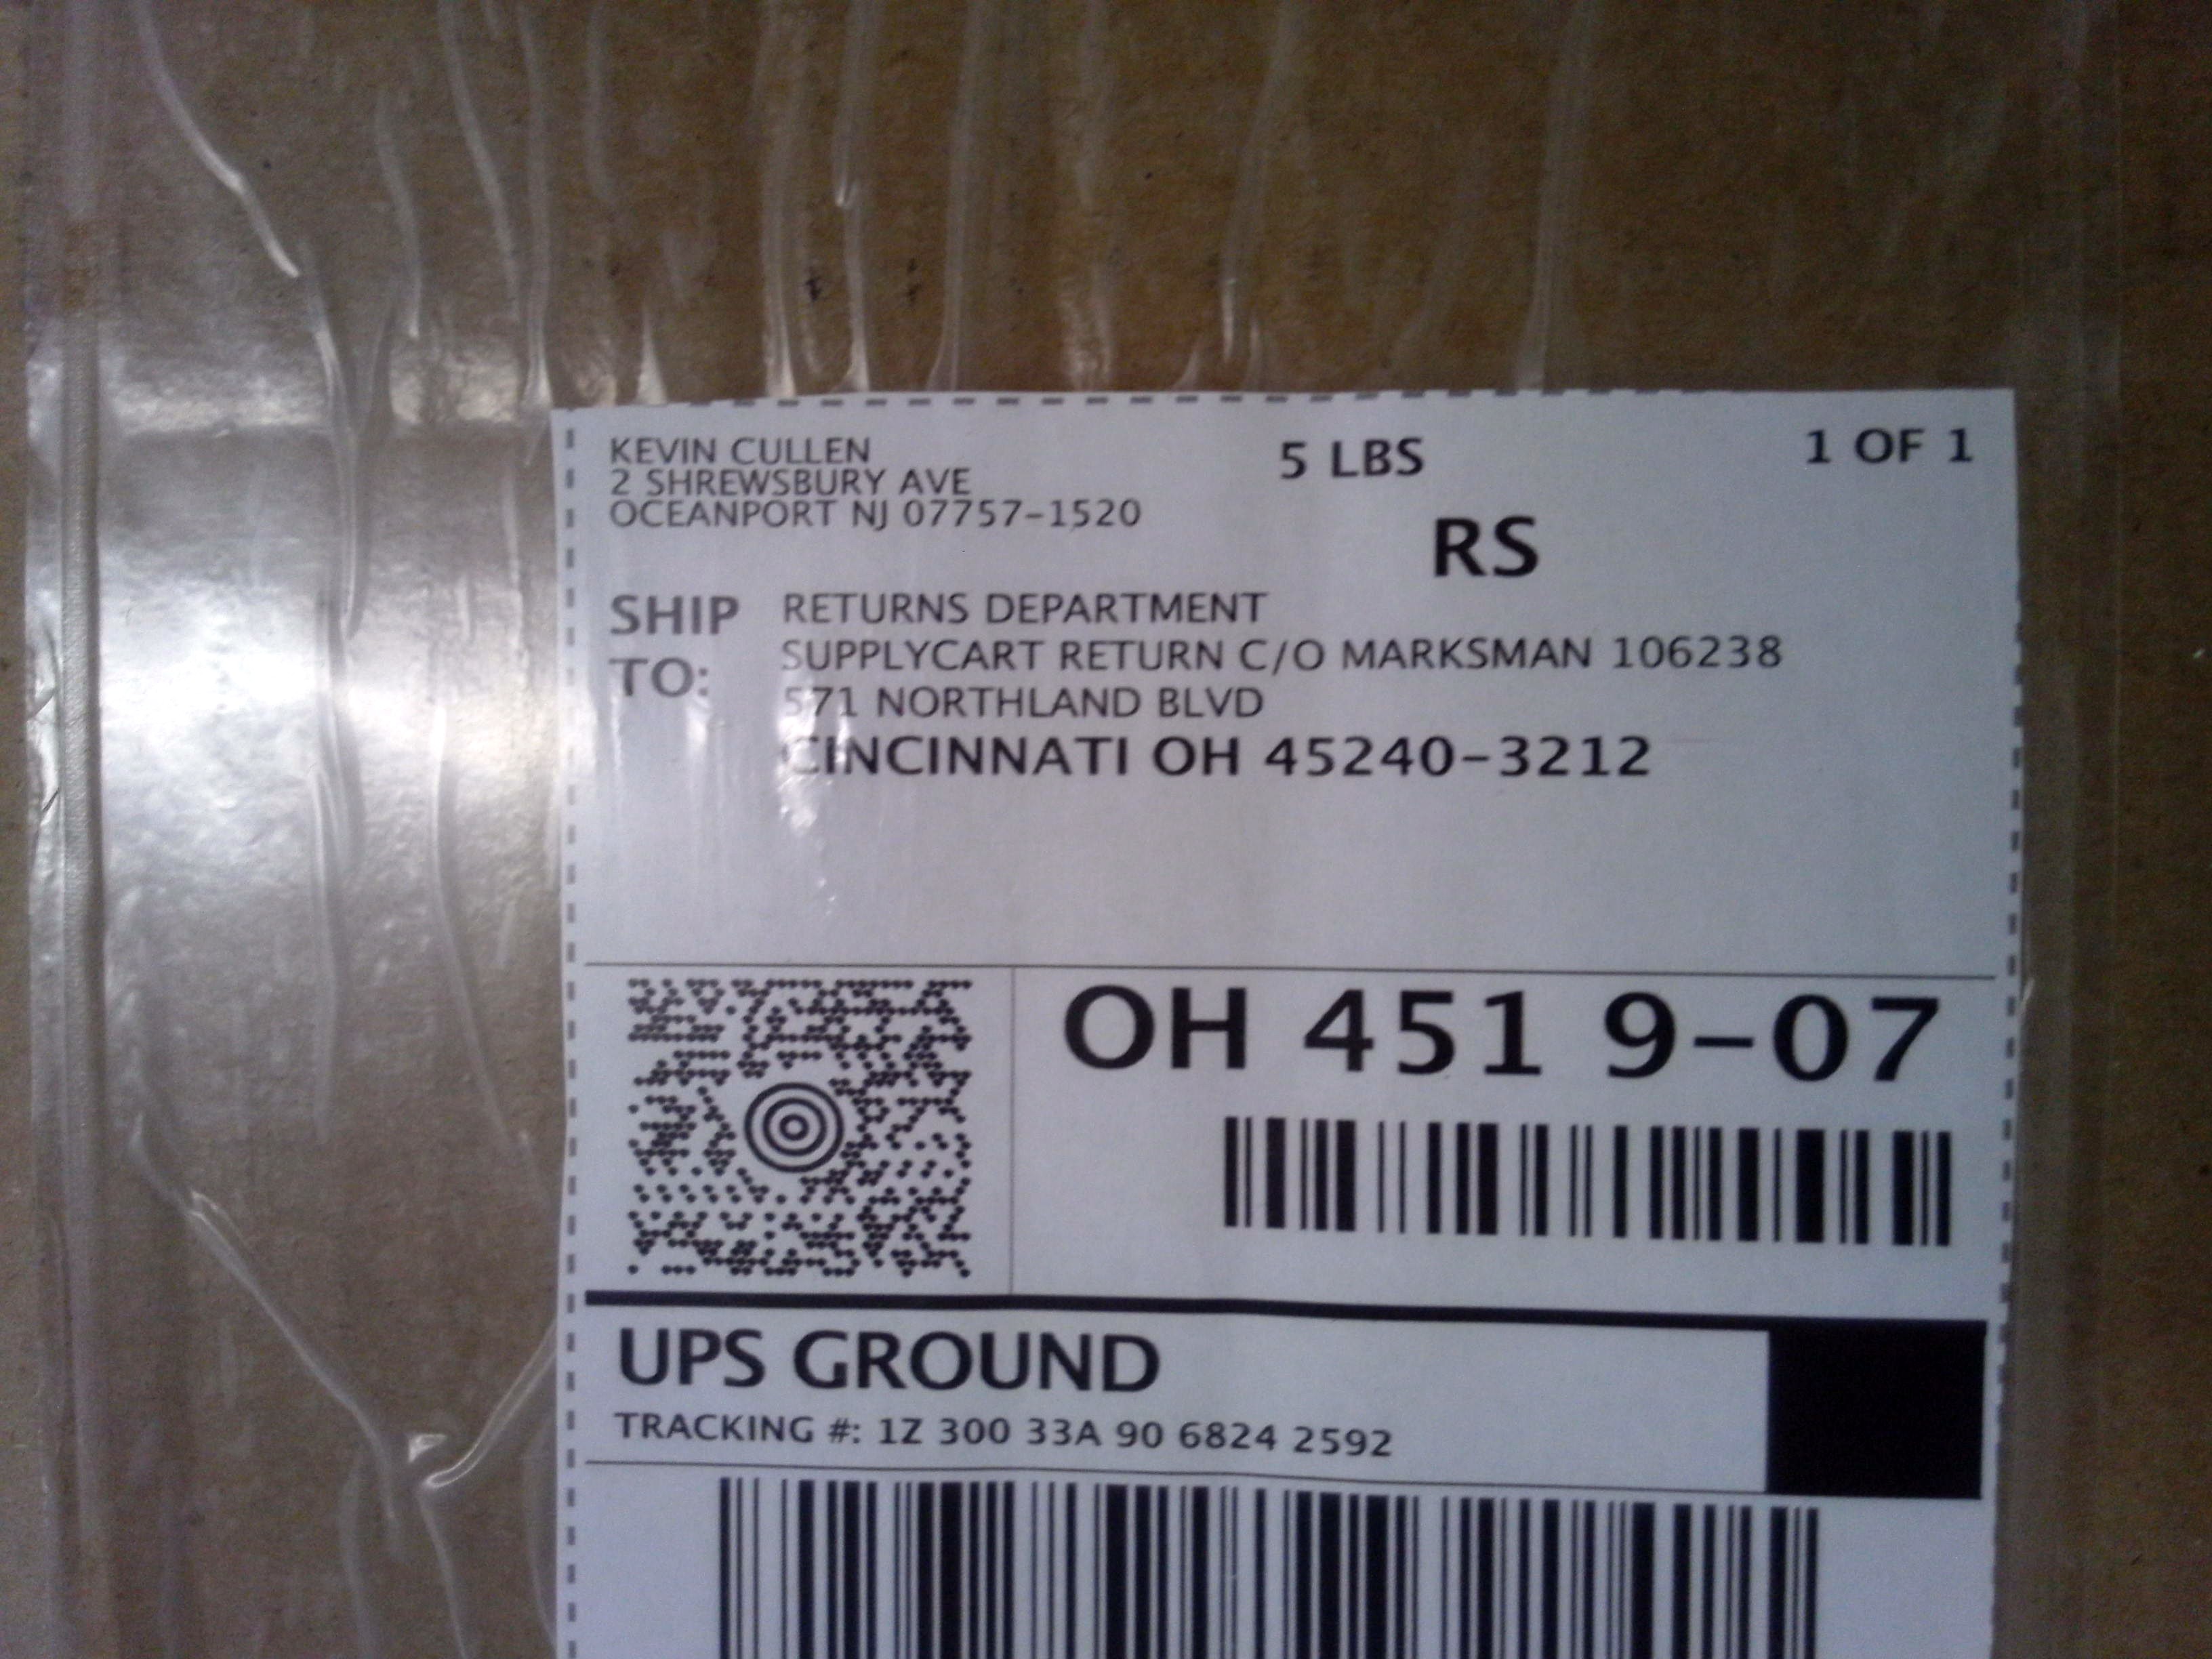 KEVIN CULLEN
2 SHREWSBURY AVE
OCEANPORT NJ 07757-1520
5 LBS
1 OF 1
RS
SHIP TO:
RETURNS DEPARTMENT
SUPPLYCART RETURN C/O MARKSMAN 106238
571 NORTHLAND BLVD
CINCINNATI OH 45240-3212
OH 451 9-07
UPS GROUND
TRACKING #: 1Z 300 33A 90 6824 2592